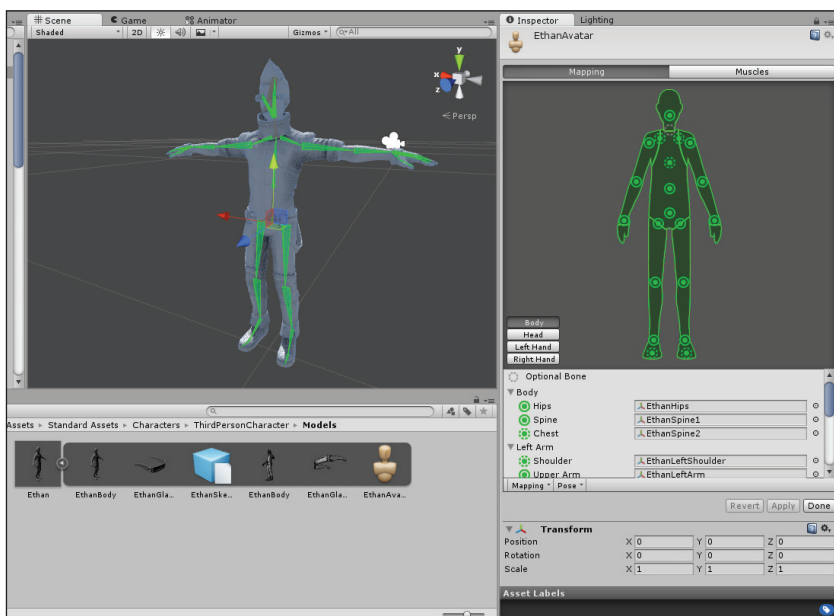 Scene Game Animator
Shaded 2D Gizmos All
y
x
z
Persp
Assets Standard Assets Characters ThirdPersonCharacter Models
Ethan EthanBody EthanGla... EthanSke... EthanBody EthanGla... EthanAva...
Inspector Lighting
EthanAvatar
Mapping Muscles
Body
Head
Left Hand
Right Hand
Optional Bone
Body
Hips EthanHips
Spine EthanSpine1
Chest EthanSpine2
Left Arm
Shoulder EthanLeftShoulder
Upper Arm EthanLeftArm
Mapping Pose
Revert Apply Done
Transform
Position X 0 Y 0 Z 0
Rotation X 0 Y 0 Z 0
Scale X 1 Y 1 Z 1
Asset Labels